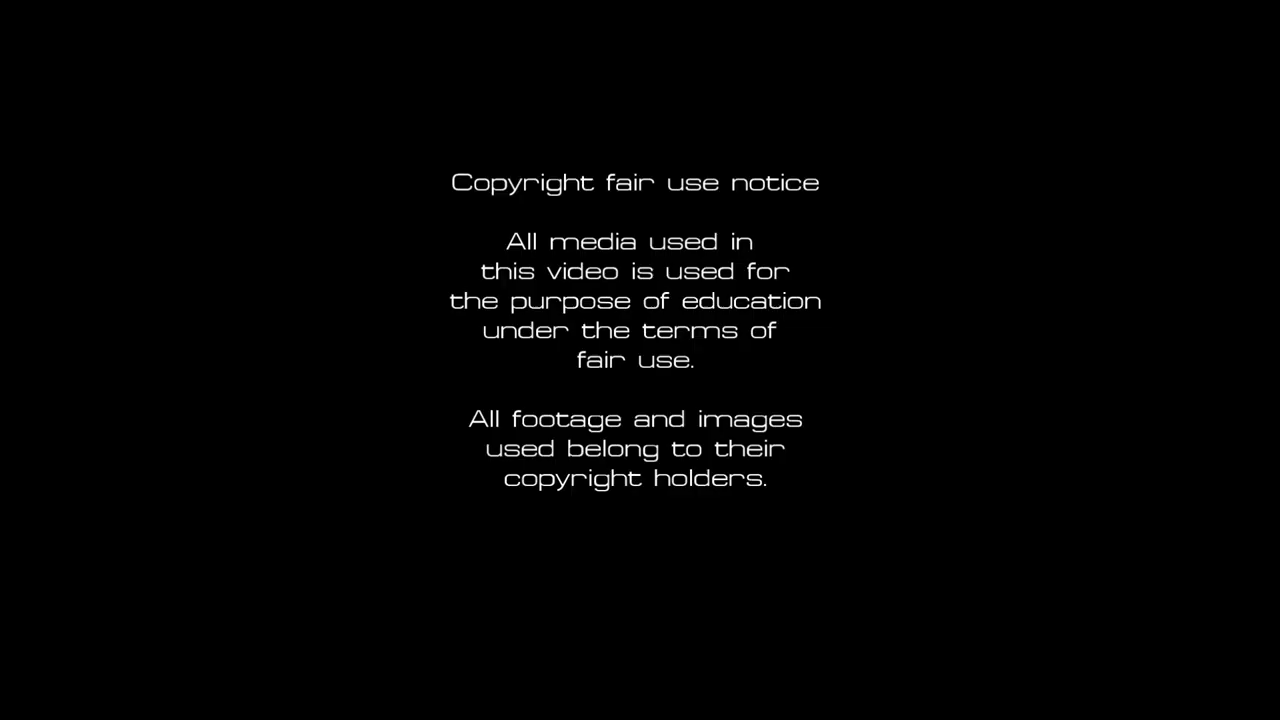 Copyright fair use notice
All media used in
this video is used for
the purpose of education
under the terms of
fair use.
All footage and images
used belong to their
copyright holders.